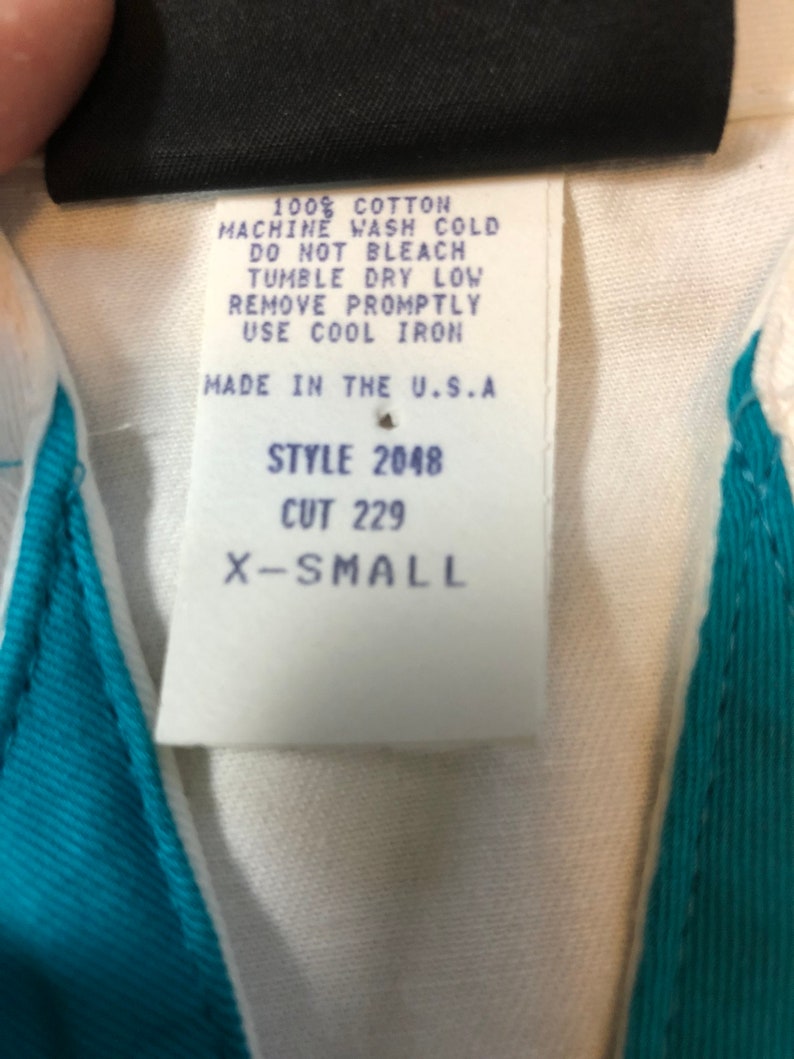 100% COTTON
MACHINE WASH COLD
DO NOT BLEACH
TUMBLE DRY LOW
REMOVE PROMPTLY
USE COOL IRON
MADE IN THE U.S.A
STYLE 2048
CUT 229
X-SMALL